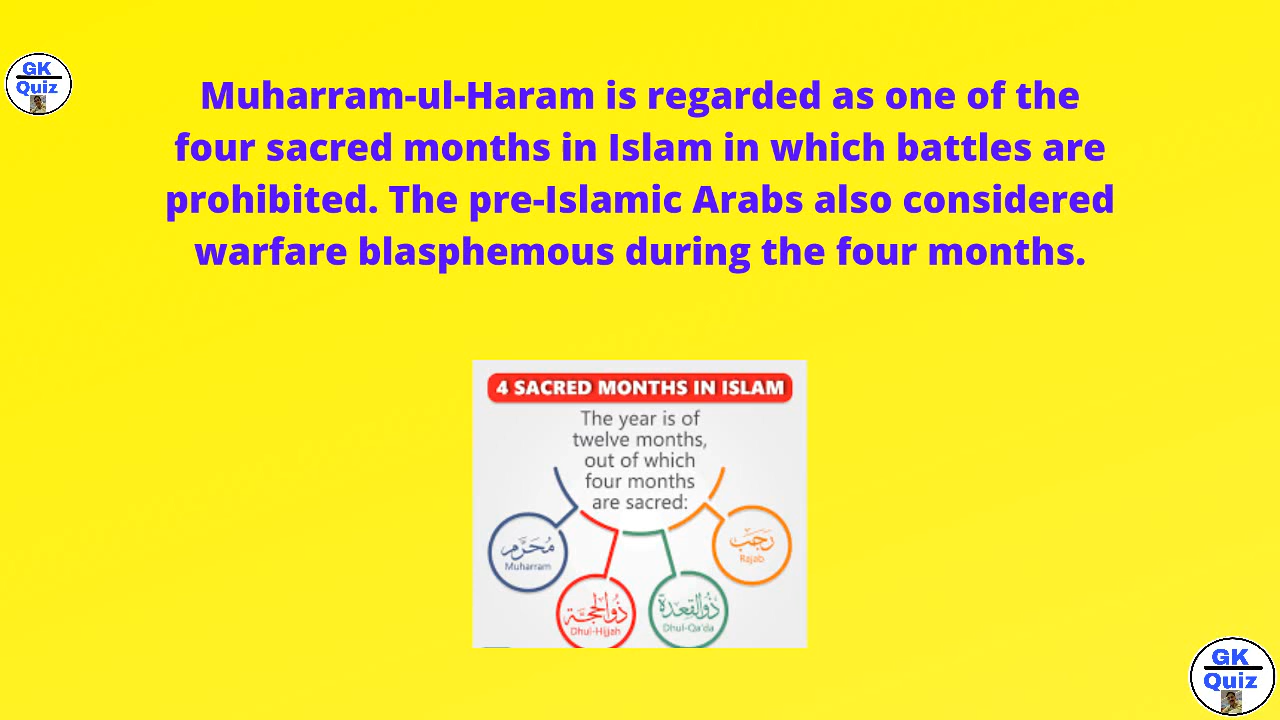 GK
Quiz
Muharram-ul-Haram is regarded as one of the
four sacred months in Islam in which battles are
prohibited. The pre-Islamic Arabs also considered
warfare blasphemous during the four months.
4 SACRED MONTHS IN ISLAM
The year is of
twelve months,
out of which
four months
are sacred:
مُحَرَّم
Muharram
ذُوالحِجَّة
Dhul-Hijjah
ذُوالقِعدَة
Dhul-Qa'da
رَجَب
Rajab
GK
Quiz